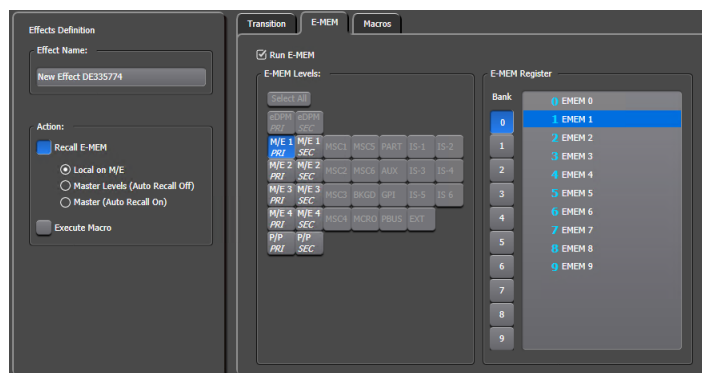 Effects Definition
Effect Name:
New Effect DE335774
Action:
Recall E-MEM
Local on M/E
Master Levels (Auto Recall Off)
Master (Auto Recall On)
Execute Macro
Transition E-MEM Macros
Run E-MEM
E-MEM Levels:
Select All
eDPM PRI eDPM SEC
M/E 1 PRI M/E 1 SEC MSC1 MSC5 PART IS-1 IS-2
M/E 2 PRI M/E 2 SEC MSC2 MSC6 AUX IS-3 IS-4
M/E 3 PRI M/E 3 SEC MSC3 BKGD GPI IS-5 IS 6
M/E 4 PRI M/E 4 SEC MSC4 MCRO PBUS EXT
P/P PRI P/P SEC
E-MEM Register
Bank
0
1
2
3
4
5
6
7
8
9
0 EMEM 0
1 EMEM 1
2 EMEM 2
3 EMEM 3
4 EMEM 4
5 EMEM 5
6 EMEM 6
7 EMEM 7
8 EMEM 8
9 EMEM 9